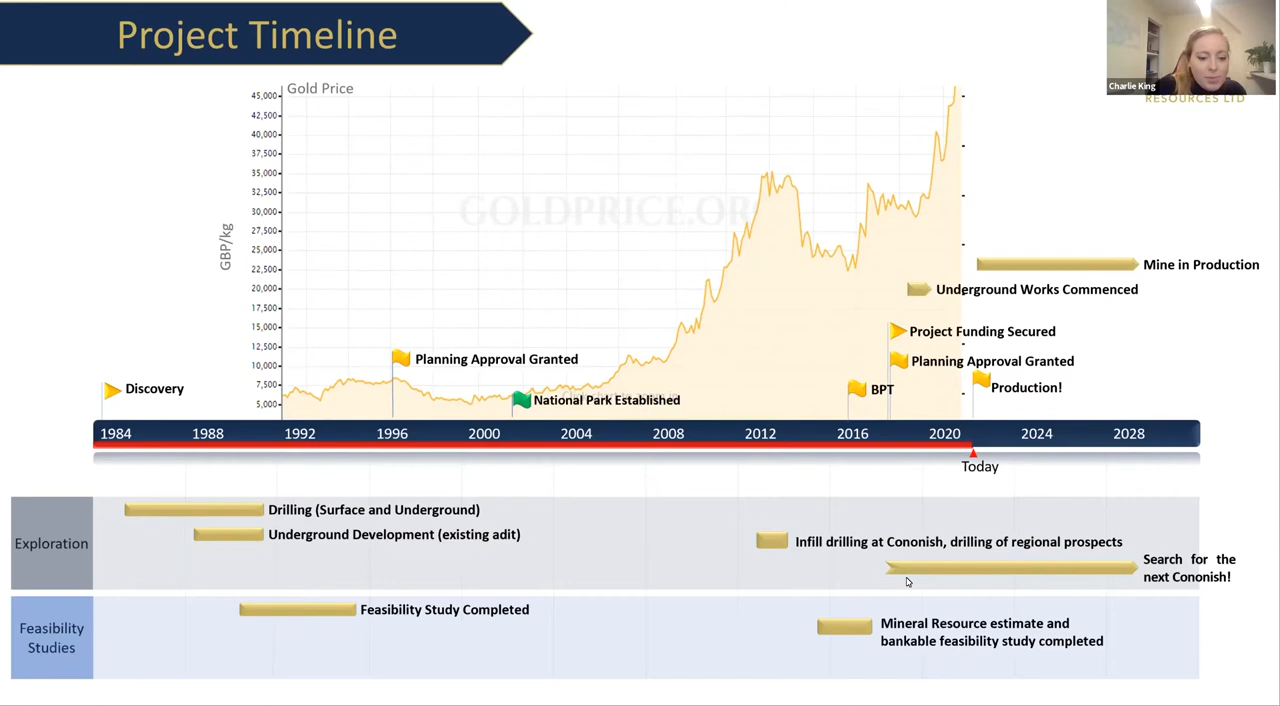 Project Timeline
Charlie King
RESOURCES LTD
Gold Price
45,000
42,500
40,000
37,500
35,000
32,500
30,000
27,500
25,000
22,500
20,000
17,500
15,000
12,500
10,000
7,500
5,000
GBP/kg
GOLDPRICE.OR
Mine in Production
Underground Works Commenced
Project Funding Secured
Planning Approval Granted
Planning Approval Granted
Production!
Discovery
BPT
National Park Established
1984 1988 1992 1996 2000 2004 2008 2012 2016 2020 2024 2028
Today
Exploration
Drilling (Surface and Underground)
Underground Development (existing adit)
Infill drilling at Cononish, drilling of regional prospects
Search for the
next Cononish!
Feasibility
Studies
Feasibility Study Completed
Mineral Resource estimate and
bankable feasibility study completed